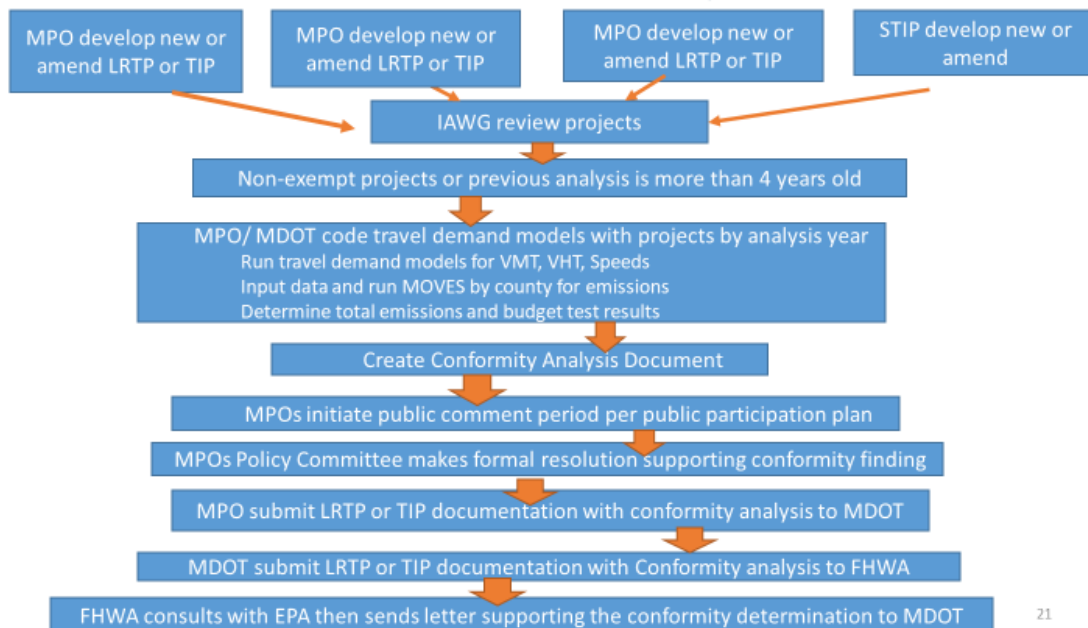 MPO develop new or
amend LRTP or TIP
MPO develop new or
amend LRTP or TIP
MPO develop new or
amend LRTP or TIP
STIP develop new or
amend
IAWG review projects
Non-exempt projects or previous analysis is more than 4 years old
MPO/ MDOT code travel demand models with projects by analysis year
Run travel demand models for VMT, VHT, Speeds
Input data and run MOVES by county for emissions
Determine total emissions and budget test results
Create Conformity Analysis Document
MPOs initiate public comment period per public participation plan
MPOs Policy Committee makes formal resolution supporting conformity finding
MPO submit LRTP or TIP documentation with conformity analysis to MDOT
MDOT submit LRTP or TIP documentation with Conformity analysis to FHWA
FHWA consults with EPA then sends letter supporting the conformity determination to MDOT
21